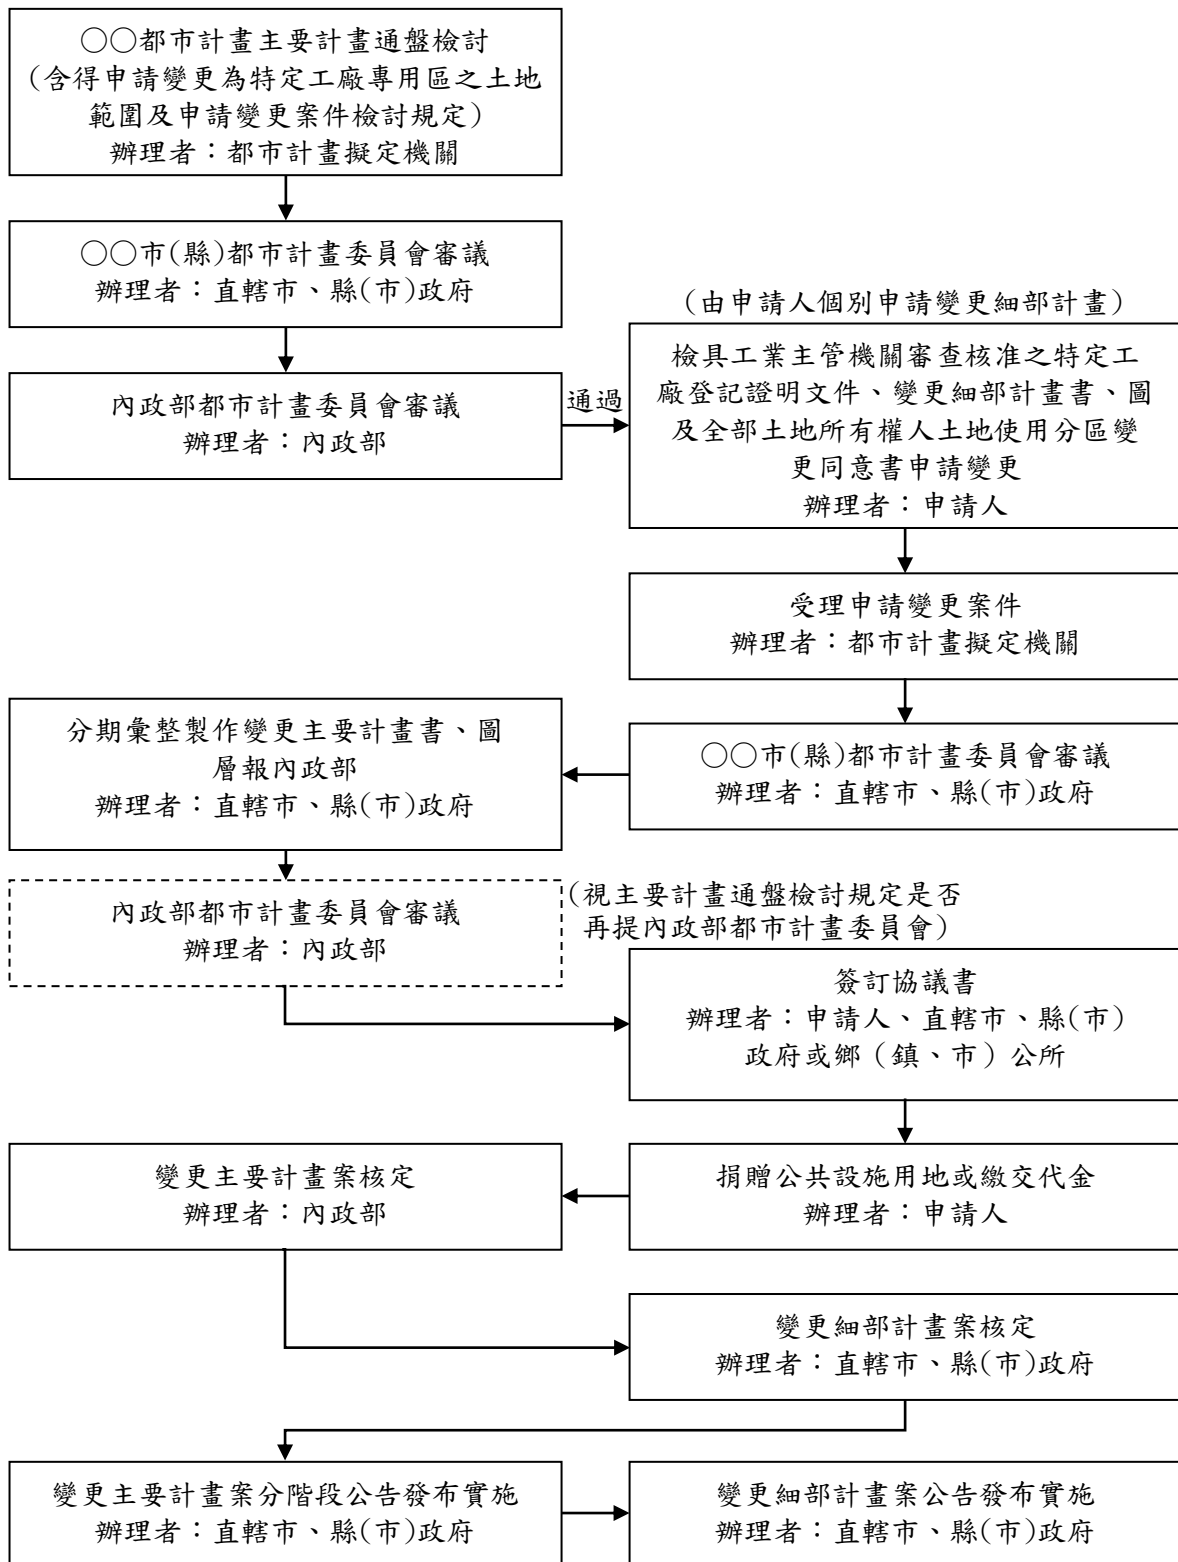 ○○都市計畫主要計畫通盤檢討
(含得申請變更為特定工廠專用區之土地
範圍及申請變更案件檢討規定)
辦理者：都市計畫擬定機關
○○市(縣)都市計畫委員會審議
辦理者：直轄市、縣(市)政府
內政部都市計畫委員會審議
辦理者：內政部
通過
(由申請人個別申請變更細部計畫)
檢具工業主管機關審查核准之特定工
廠登記證明文件、變更細部計畫書、圖
及全部土地所有權人土地使用分區變
更同意書申請變更
辦理者：申請人
受理申請變更案件
辦理者：都市計畫擬定機關
○○市(縣)都市計畫委員會審議
辦理者：直轄市、縣(市)政府
分期彙整製作變更主要計畫書、圖
層報內政部
辦理者：直轄市、縣(市)政府
內政部都市計畫委員會審議
辦理者：內政部
(視主要計畫通盤檢討規定是否
再提內政部都市計畫委員會)
簽訂協議書
辦理者：申請人、直轄市、縣(市)
政府或鄉（鎮、市）公所
捐贈公共設施用地或繳交代金
辦理者：申請人
變更主要計畫案核定
辦理者：內政部
變更細部計畫案核定
辦理者：直轄市、縣(市)政府
變更主要計畫案分階段公告發布實施
辦理者：直轄市、縣(市)政府
變更細部計畫案公告發布實施
辦理者：直轄市、縣(市)政府